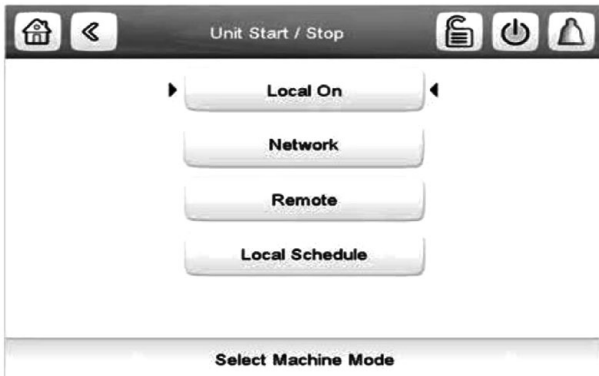 Unit Start / Stop
Local On
Network
Remote
Local Schedule
Select Machine Mode